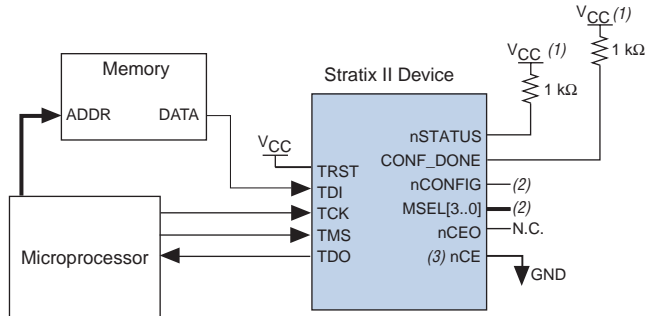 VCC (1)
VCC (1)
1 kΩ
Memory
Stratix II Device
1 kΩ
ADDR DATA
nSTATUS
VCC
CONF_DONE
TRST
nCONFIG (2)
TDI
MSEL[3..0] (2)
TCK
nCEO N.C.
TMS
Microprocessor
TDO
(3) nCE
GND